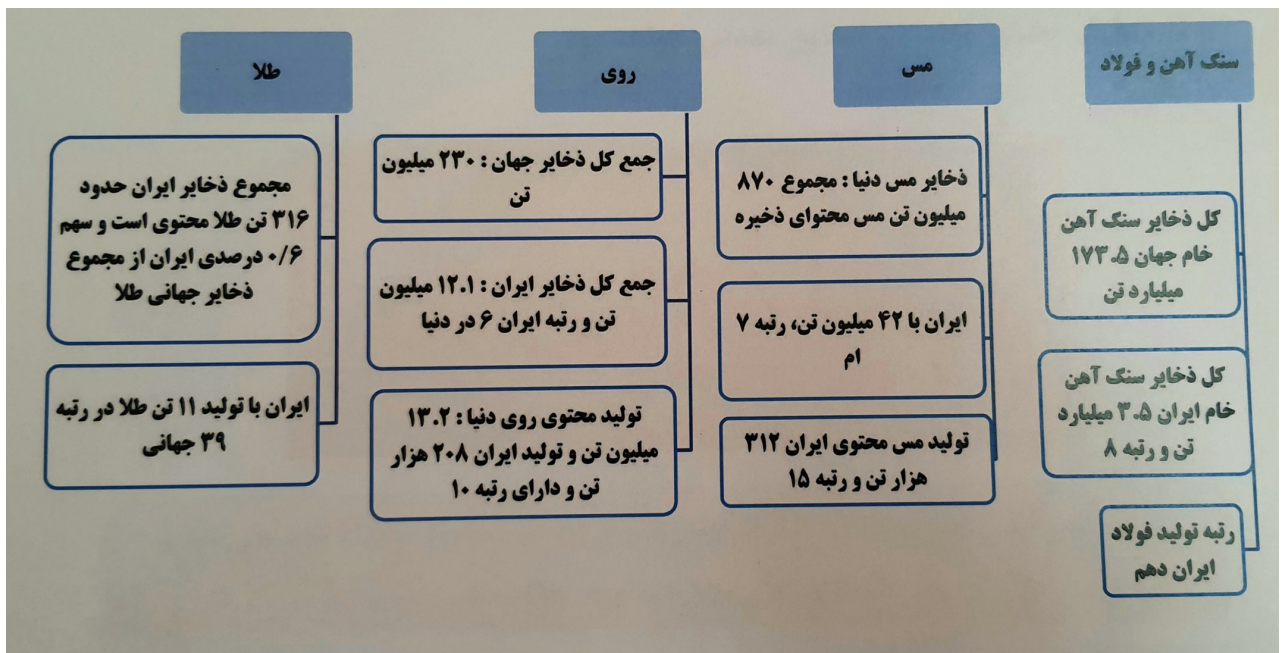 سنگ آهن و فولاد
کل ذخایر سنگ آهن
خام جهان ۱۷۳.۵
میلیارد تن
کل ذخایر سنگ آهن
خام ایران ۳.۵ میلیارد
تن و رتبه ۸
رتبه تولید فولاد
ایران دهم
مس
ذخایر مس دنیا : مجموع ۸۷۰
میلیون تن مس محتوای ذخیره
ایران با ۴۲ میلیون تن، رتبه ۷
ام
تولید مس محتوی ایران ۳۱۲
هزار تن و رتبه ۱۵
روی
جمع کل ذخایر جهان : ۲۳۰ میلیون
تن
جمع کل ذخایر ایران : ۱۲.۱ میلیون
تن و رتبه ایران ۶ در دنیا
تولید محتوی روی دنیا : ۱۳.۲
میلیون تن و تولید ایران ۲۰۸ هزار
تن و دارای رتبه ۱۰
طلا
مجموع ذخایر ایران حدود
۳۱۶ تن طلا محتوی است و سهم
۰/۶ درصدی ایران از مجموع
ذخایر جهانی طلا
ایران با تولید ۱۱ تن طلا در رتبه
۳۹ جهانی